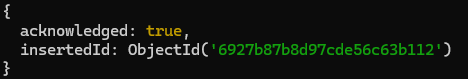 {
  acknowledged: true,
  insertedId: ObjectId('6927b87b8d97cde56c63b112')
}